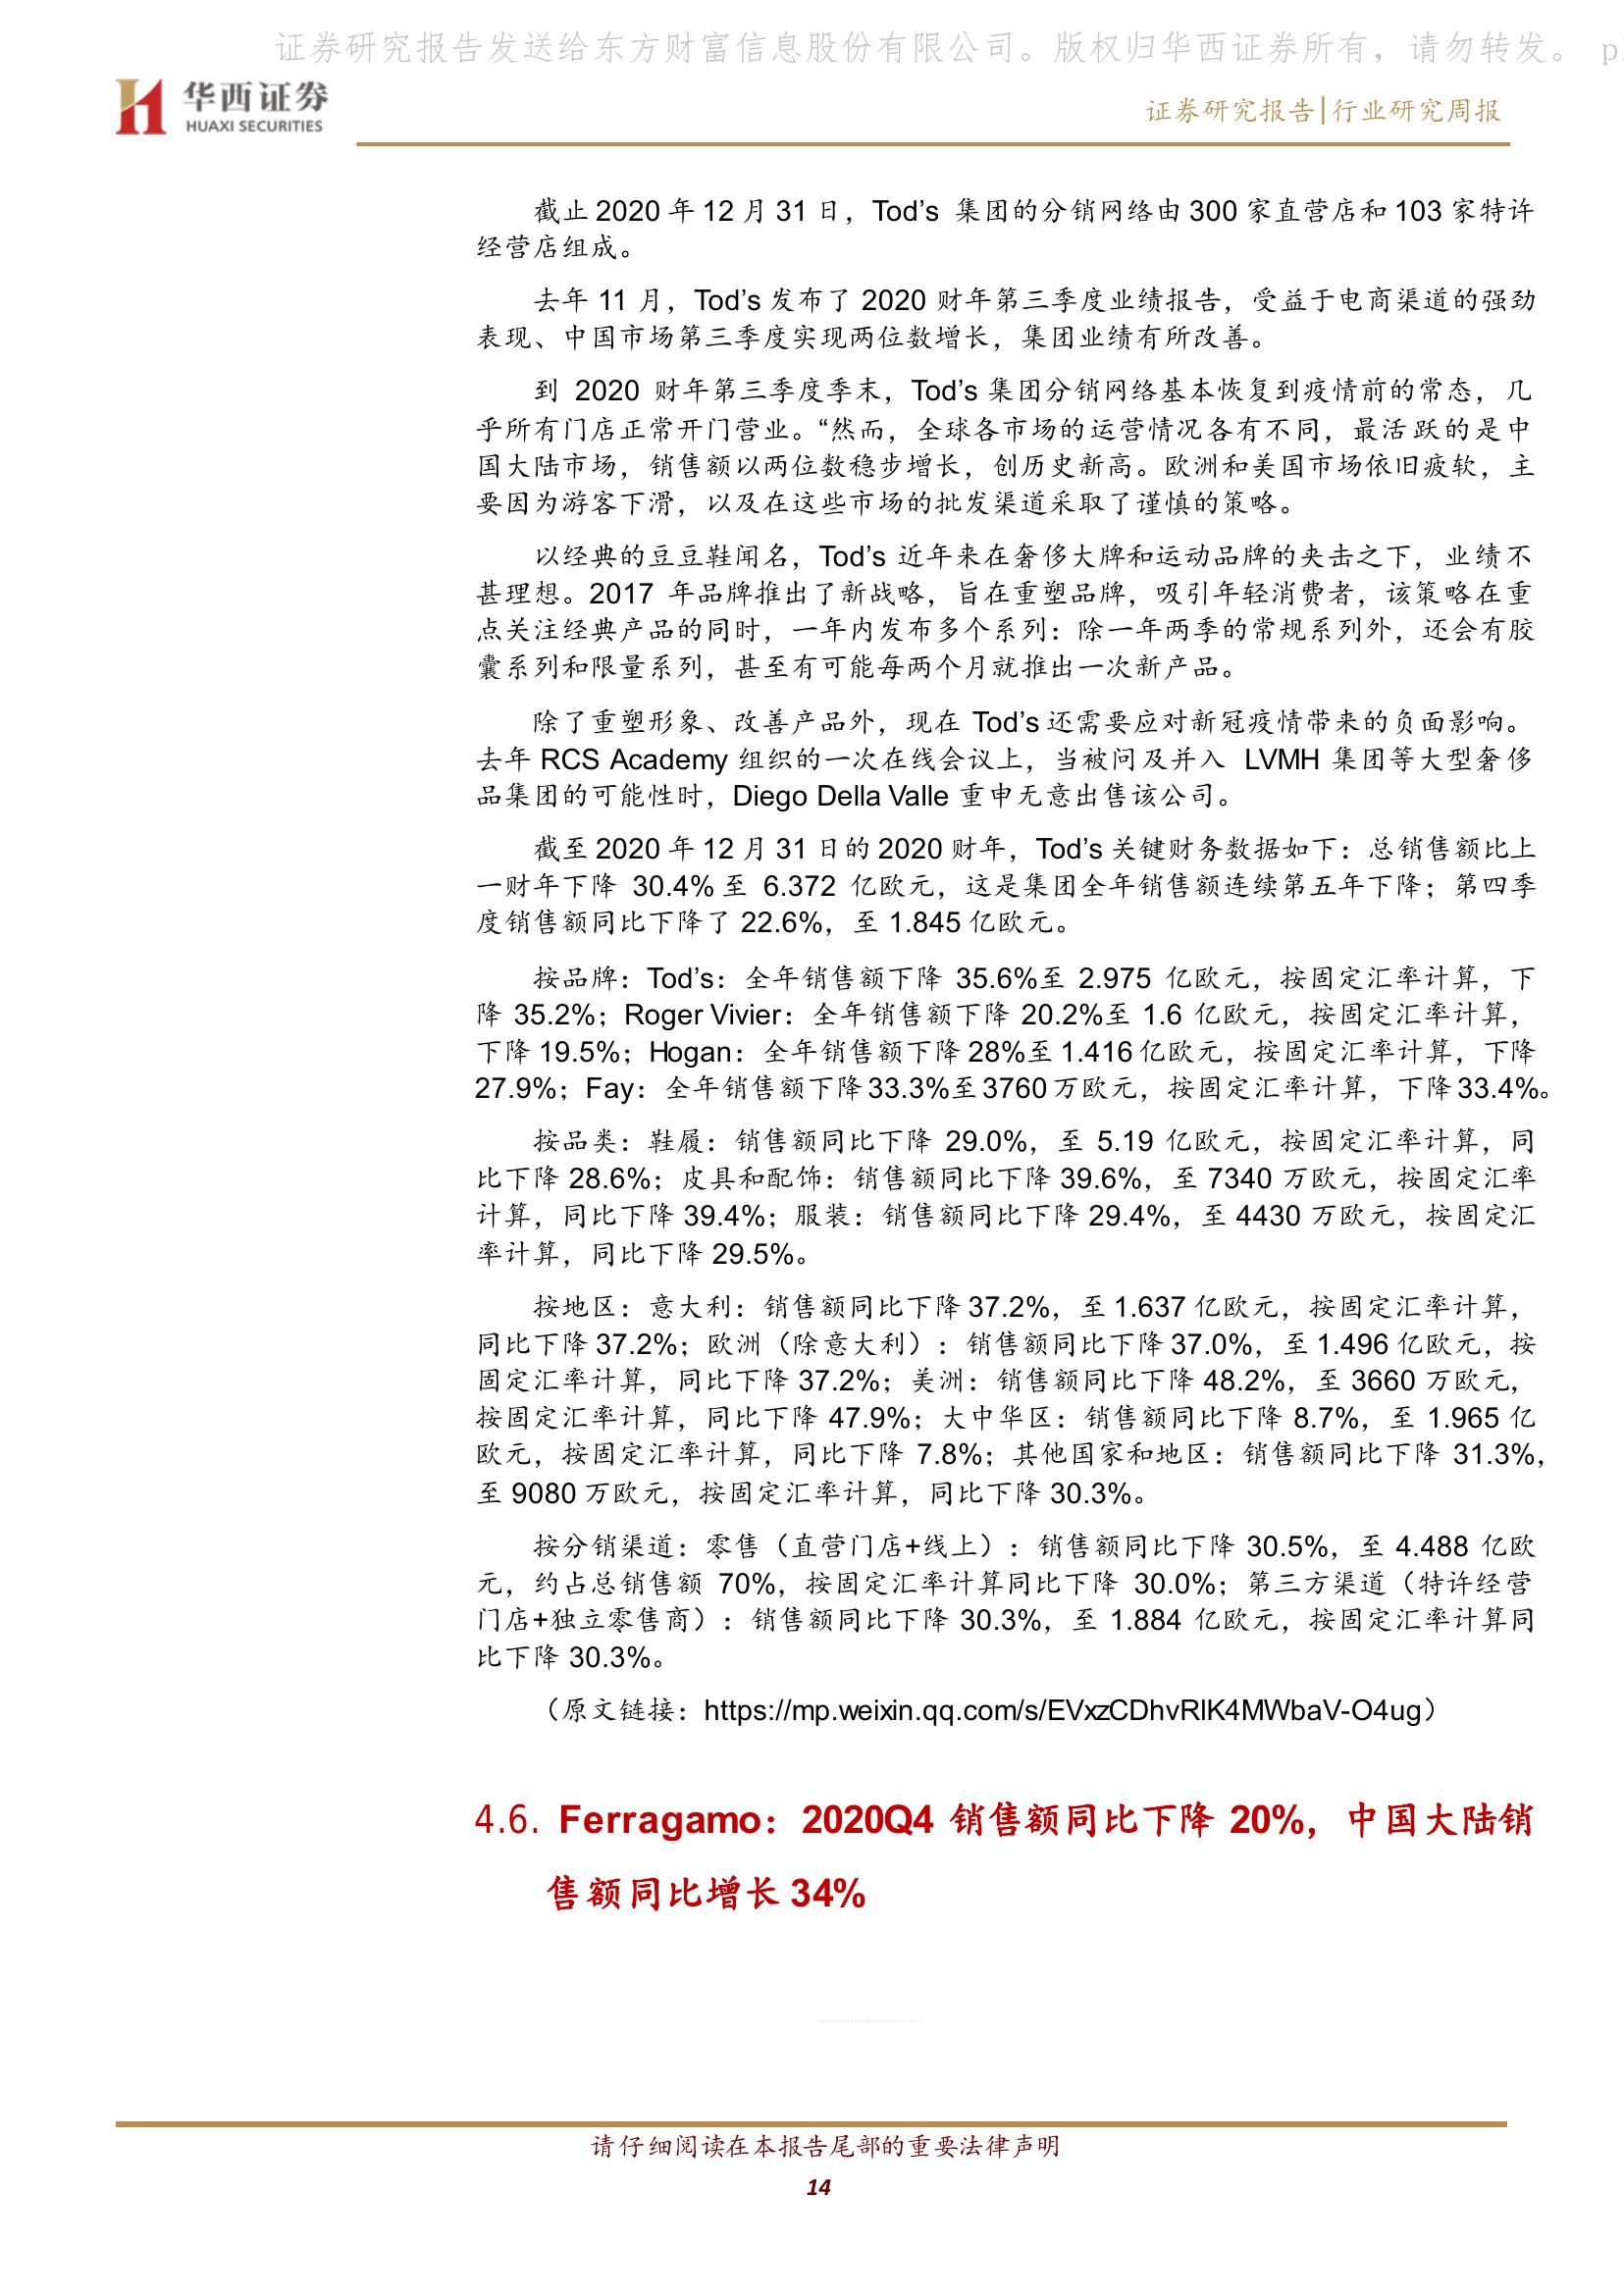 证券研究报告发送给东方财富信息股份有限公司。版权归华西证券所有，请勿转发。 p
华西证券
HUAXI SECURITIES
证券研究报告|行业研究周报
截止 2020 年 12 月 31 日，Tod’s 集团的分销网络由 300 家直营店和 103 家特许
经营店组成。
去年 11 月，Tod’s 发布了 2020 财年第三季度业绩报告，受益于电商渠道的强劲
表现、中国市场第三季度实现两位数增长，集团业绩有所改善。
到 2020 财年第三季度季末，Tod’s 集团分销网络基本恢复到疫情前的常态，几
乎所有门店正常开门营业。“然而，全球各市场的运营情况各有不同，最活跃的是中
国大陆市场，销售额以两位数稳步增长，创历史新高。欧洲和美国市场依旧疲软，主
要因为游客下滑，以及在这些市场的批发渠道采取了谨慎的策略。
以经典的豆豆鞋闻名，Tod’s 近年来在奢侈大牌和运动品牌的夹击之下，业绩不
甚理想。2017 年品牌推出了新战略，旨在重塑品牌，吸引年轻消费者，该策略在重
点关注经典产品的同时，一年内发布多个系列：除一年两季的常规系列外，还会有胶
囊系列和限量系列，甚至有可能每两个月就推出一次新产品。
除了重塑形象、改善产品外，现在 Tod’s 还需要应对新冠疫情带来的负面影响。
去年 RCS Academy 组织的一次在线会议上，当被问及并入 LVMH 集团等大型奢侈
品集团的可能性时，Diego Della Valle 重申无意出售该公司。
截至 2020 年 12 月 31 日的 2020 财年，Tod’s 关键财务数据如下：总销售额比上
一财年下降 30.4% 至 6.372 亿欧元，这是集团全年销售额连续第五年下降；第四季
度销售额同比下降了 22.6%，至 1.845 亿欧元。
按品牌：Tod’s：全年销售额下降 35.6%至 2.975 亿欧元，按固定汇率计算，下
降 35.2%；Roger Vivier：全年销售额下降 20.2%至 1.6 亿欧元，按固定汇率计算，
下降 19.5%；Hogan：全年销售额下降 28%至 1.416 亿欧元，按固定汇率计算，下降
27.9%；Fay：全年销售额下降 33.3%至 3760 万欧元，按固定汇率计算，下降 33.4%。
按品类：鞋履：销售额同比下降 29.0%，至 5.19 亿欧元，按固定汇率计算，同
比下降 28.6%；皮具和配饰：销售额同比下降 39.6%，至 7340 万欧元，按固定汇率
计算，同比下降 39.4%；服装：销售额同比下降 29.4%，至 4430 万欧元，按固定汇
率计算，同比下降 29.5%。
按地区：意大利：销售额同比下降 37.2%，至 1.637 亿欧元，按固定汇率计算，
同比下降 37.2%；欧洲（除意大利）：销售额同比下降 37.0%，至 1.496 亿欧元，按
固定汇率计算，同比下降 37.2%；美洲：销售额同比下降 48.2%，至 3660 万欧元，
按固定汇率计算，同比下降 47.9%；大中华区：销售额同比下降 8.7%，至 1.965 亿
欧元，按固定汇率计算，同比下降 7.8%；其他国家和地区：销售额同比下降 31.3%，
至 9080 万欧元，按固定汇率计算，同比下降 30.3%。
按分销渠道：零售（直营门店+线上）：销售额同比下降 30.5%，至 4.488 亿欧
元，约占总销售额 70%，按固定汇率计算同比下降 30.0%；第三方渠道（特许经营
门店+独立零售商）：销售额同比下降 30.3%，至 1.884 亿欧元，按固定汇率计算同
比下降 30.3%。
（原文链接：https://mp.weixin.qq.com/s/EVxzCDhvRlK4MWbaV-O4ug）
4.6. Ferragamo：2020Q4 销售额同比下降 20%，中国大陆销
售额同比增长 34%
请仔细阅读在本报告尾部的重要法律声明
14